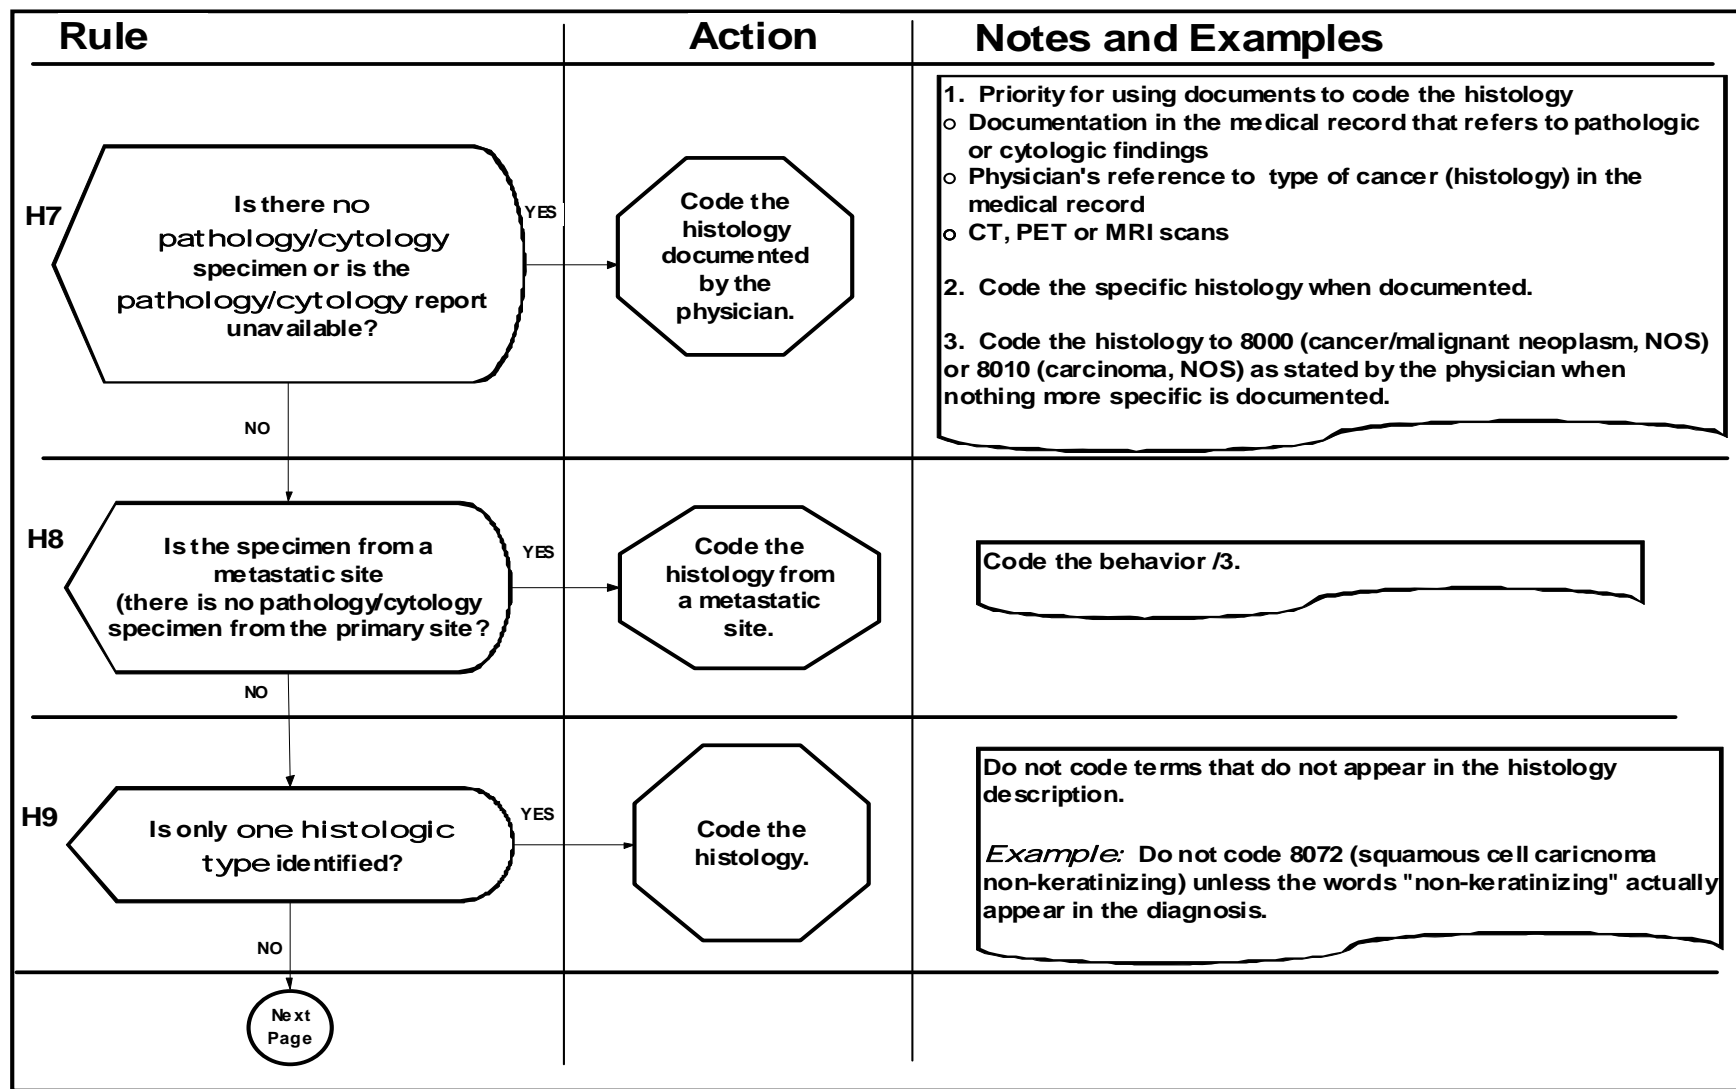 Rule
Action
Notes and Examples
H7
Is there no
pathology/cytology
specimen or is the
pathology/cytology report
unavailable?
YES
Code the
histology
documented
by the
physician.
1. Priority for using documents to code the histology
o Documentation in the medical record that refers to pathologic
or cytologic findings
o Physician's reference to type of cancer (histology) in the
medical record
o CT, PET or MRI scans
2. Code the specific histology when documented.
3. Code the histology to 8000 (cancer/malignant neoplasm, NOS)
or 8010 (carcinoma, NOS) as stated by the physician when
nothing more specific is documented.
NO
H8
Is the specimen from a
metastatic site
(there is no pathology/cytology
specimen from the primary site?
YES
Code the
histology from
a metastatic
site.
Code the behavior /3.
NO
H9
Is only one histologic
type identified?
YES
Code the
histology.
Do not code terms that do not appear in the histology
description.
Example: Do not code 8072 (squamous cell caricnoma
non-keratinizing) unless the words "non-keratinizing" actually
appear in the diagnosis.
NO
Next
Page